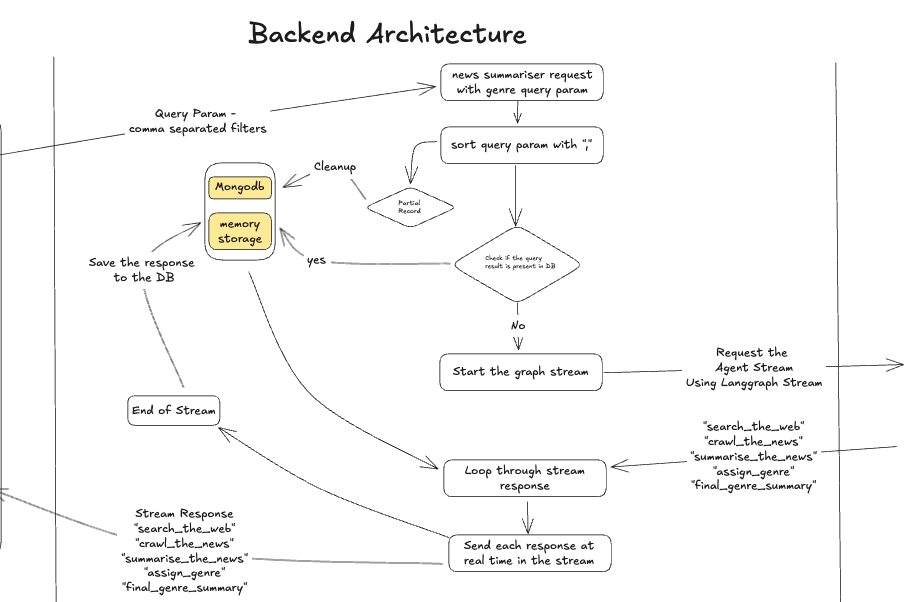 Backend Architecture
news summariser request
with genre query param
Query Param -
comma separated filters
sort query param with ","
Cleanup
Mongodb
memory
storage
Partial
Record
Save the response
to the DB
yes
Check if the query
result is present in DB
No
Start the graph stream
Request the
Agent Stream
Using Langgraph Stream
End of Stream
"search_the_web"
"crawl_the_news"
"summarise_the_news"
"assign_genre"
"final_genre_summary"
Loop through stream
response
Stream Response
"search_the_web"
"crawl_the_news"
"summarise_the_news"
"assign_genre"
"final_genre_summary"
Send each response at
real time in the stream